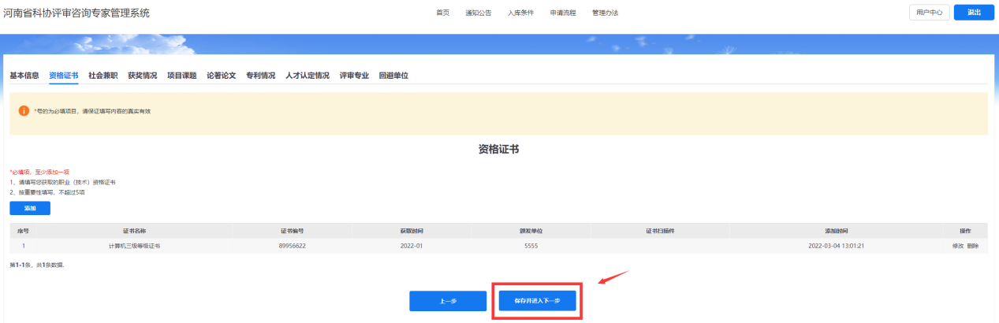 河南省科协评审咨询专家管理系统
首页 通知公告 入库条件 申请流程 管理办法
用户中心 退出
基本信息 资格证书 社会兼职 获奖情况 项目课题 论著论文 专利情况 人才认定情况 评审专业 回避单位
*号的为必填项目，请保证填写内容的真实有效
资格证书
*必填项，至少添加一项
1、请填写您获取的职业（技术）资格证书
2、按重要性填写，不超过5项
添加
序号 证书名称 证书编号 获取时间 颁发单位 证书扫描件 添加时间 操作
1 计算机三级等级证书 89956622 2022-01 5555 2022-03-04 13:01:21 修改 删除
第1-1条，共1条数据.
上一步 保存并进入下一步